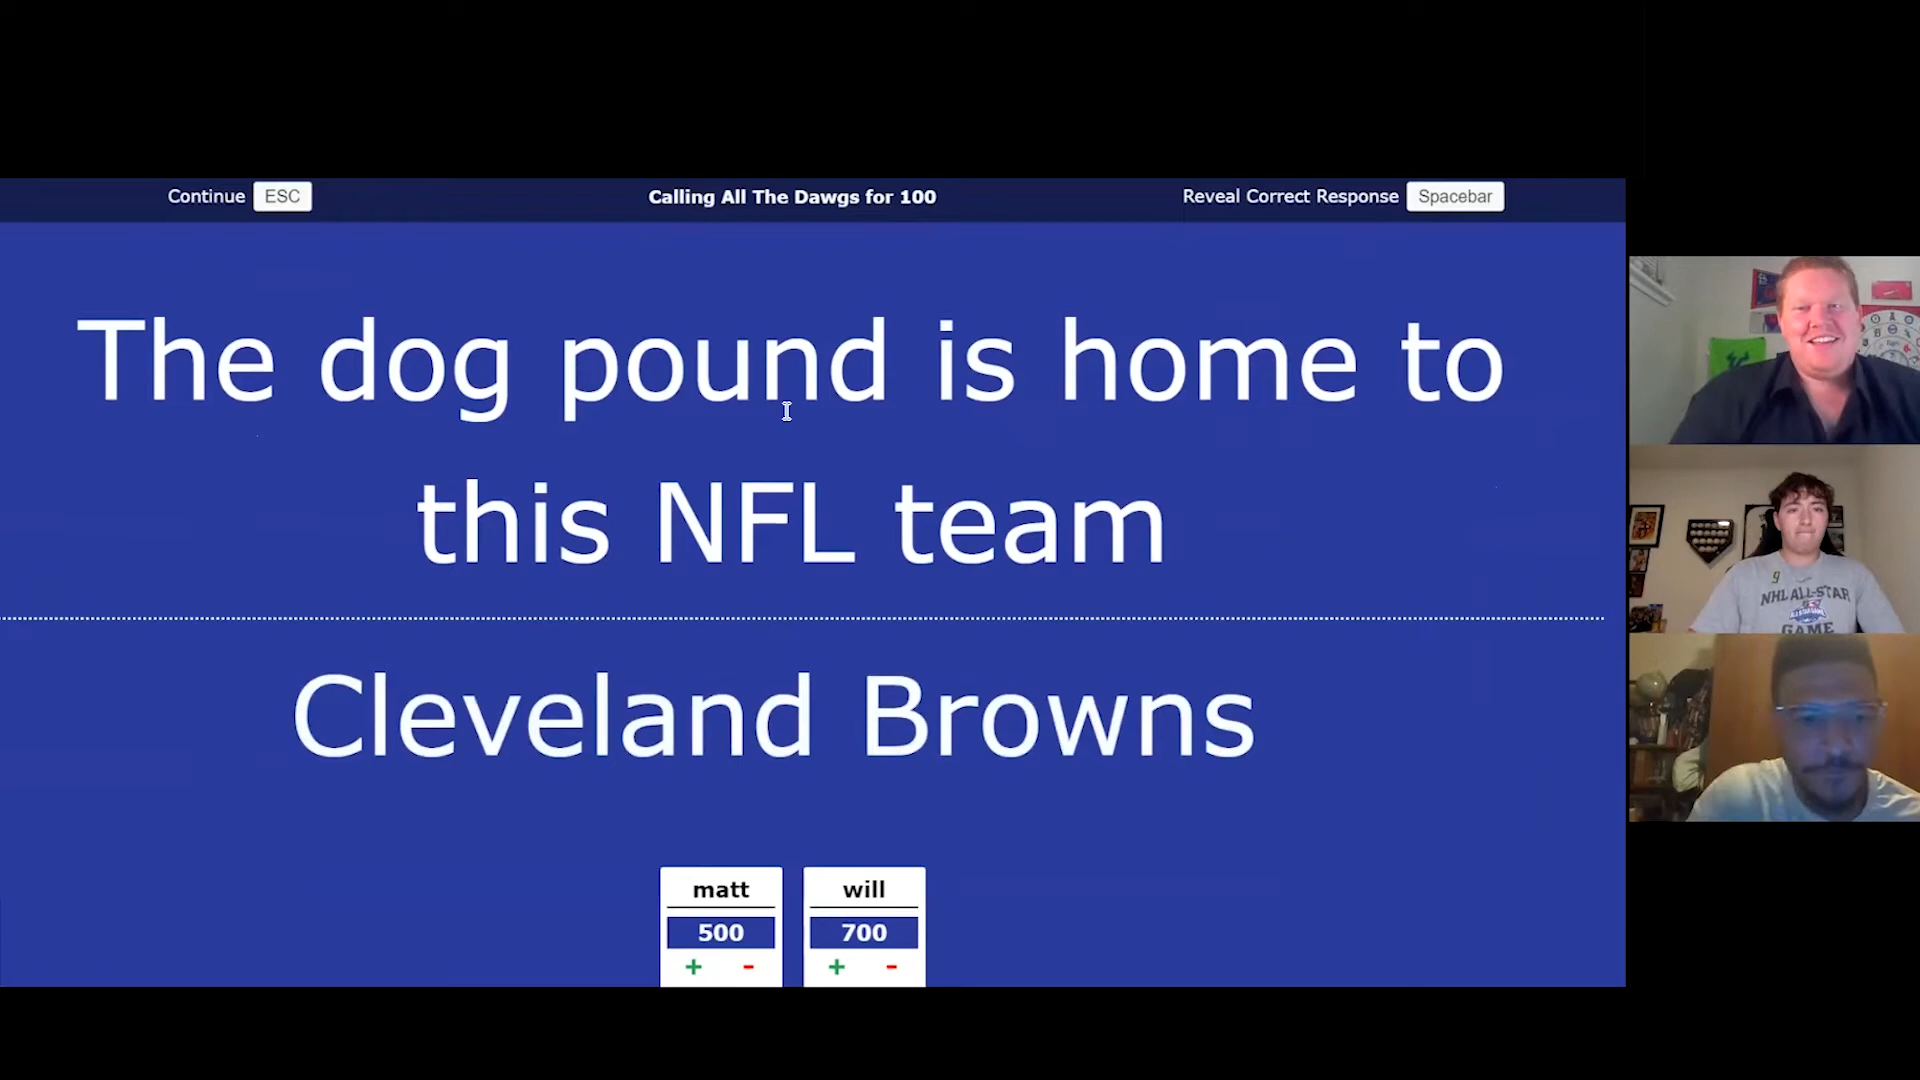 Continue ESC Calling All The Dawgs for 100 Reveal Correct Response Spacebar
The dog pound is home to
this NFL team
Cleveland Browns
matt will
500 700
+ - + -
9
NHL ALL-STAR
GAME